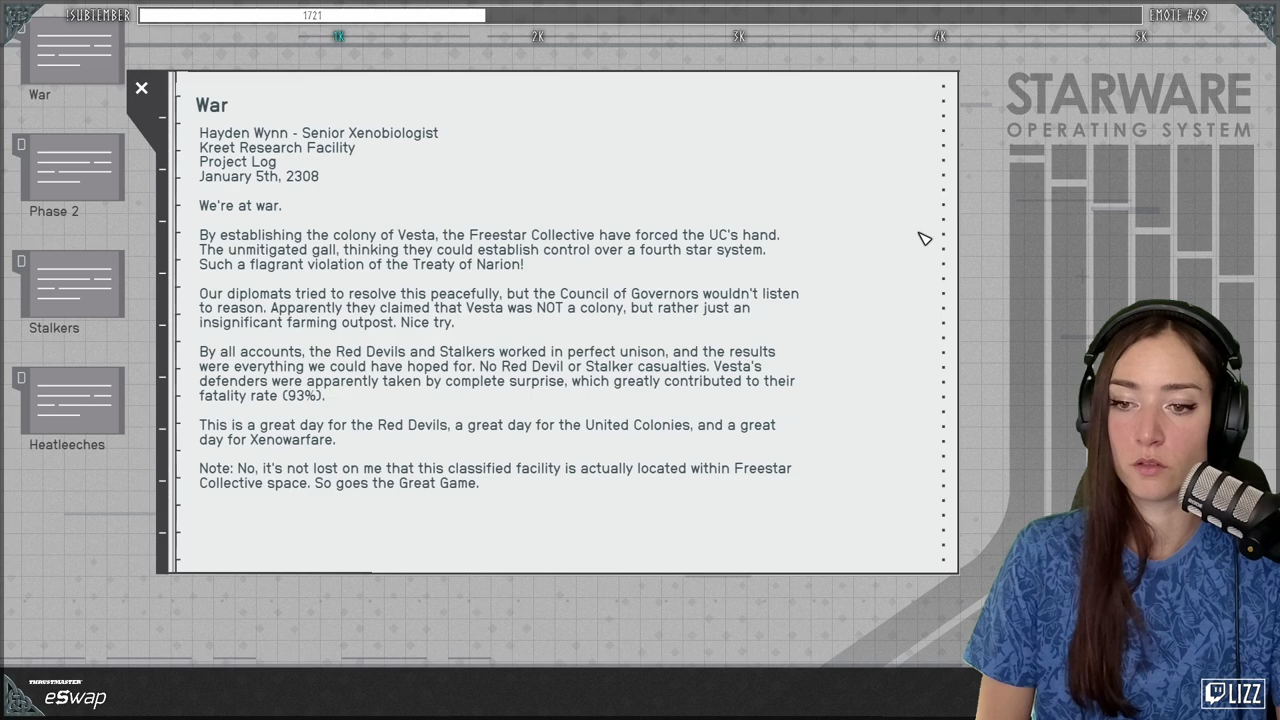 !SUBTEMBER
1721
EMOTE #69
1K
2K
3K
4K
5K
War
Phase 2
Stalkers
Heatleeches
War
Hayden Wynn - Senior Xenobiologist
Kreet Research Facility
Project Log
January 5th, 2308
We're at war.
By establishing the colony of Vesta, the Freestar Collective have forced the UC's hand.
The unmitigated gall, thinking they could establish control over a fourth star system.
Such a flagrant violation of the Treaty of Narion!
Our diplomats tried to resolve this peacefully, but the Council of Governors wouldn't listen
to reason. Apparently they claimed that Vesta was NOT a colony, but rather just an
insignificant farming outpost. Nice try.
By all accounts, the Red Devils and Stalkers worked in perfect unison, and the results
were everything we could have hoped for. No Red Devil or Stalker casualties. Vesta's
defenders were apparently taken by complete surprise, which greatly contributed to their
fatality rate (93%).
This is a great day for the Red Devils, a great day for the United Colonies, and a great
day for Xenowarfare.
Note: No, it's not lost on me that this classified facility is actually located within Freestar
Collective space. So goes the Great Game.
STARWARE
OPERATING SYSTEM
THRUSTMASTER
eSwap
LIZZ